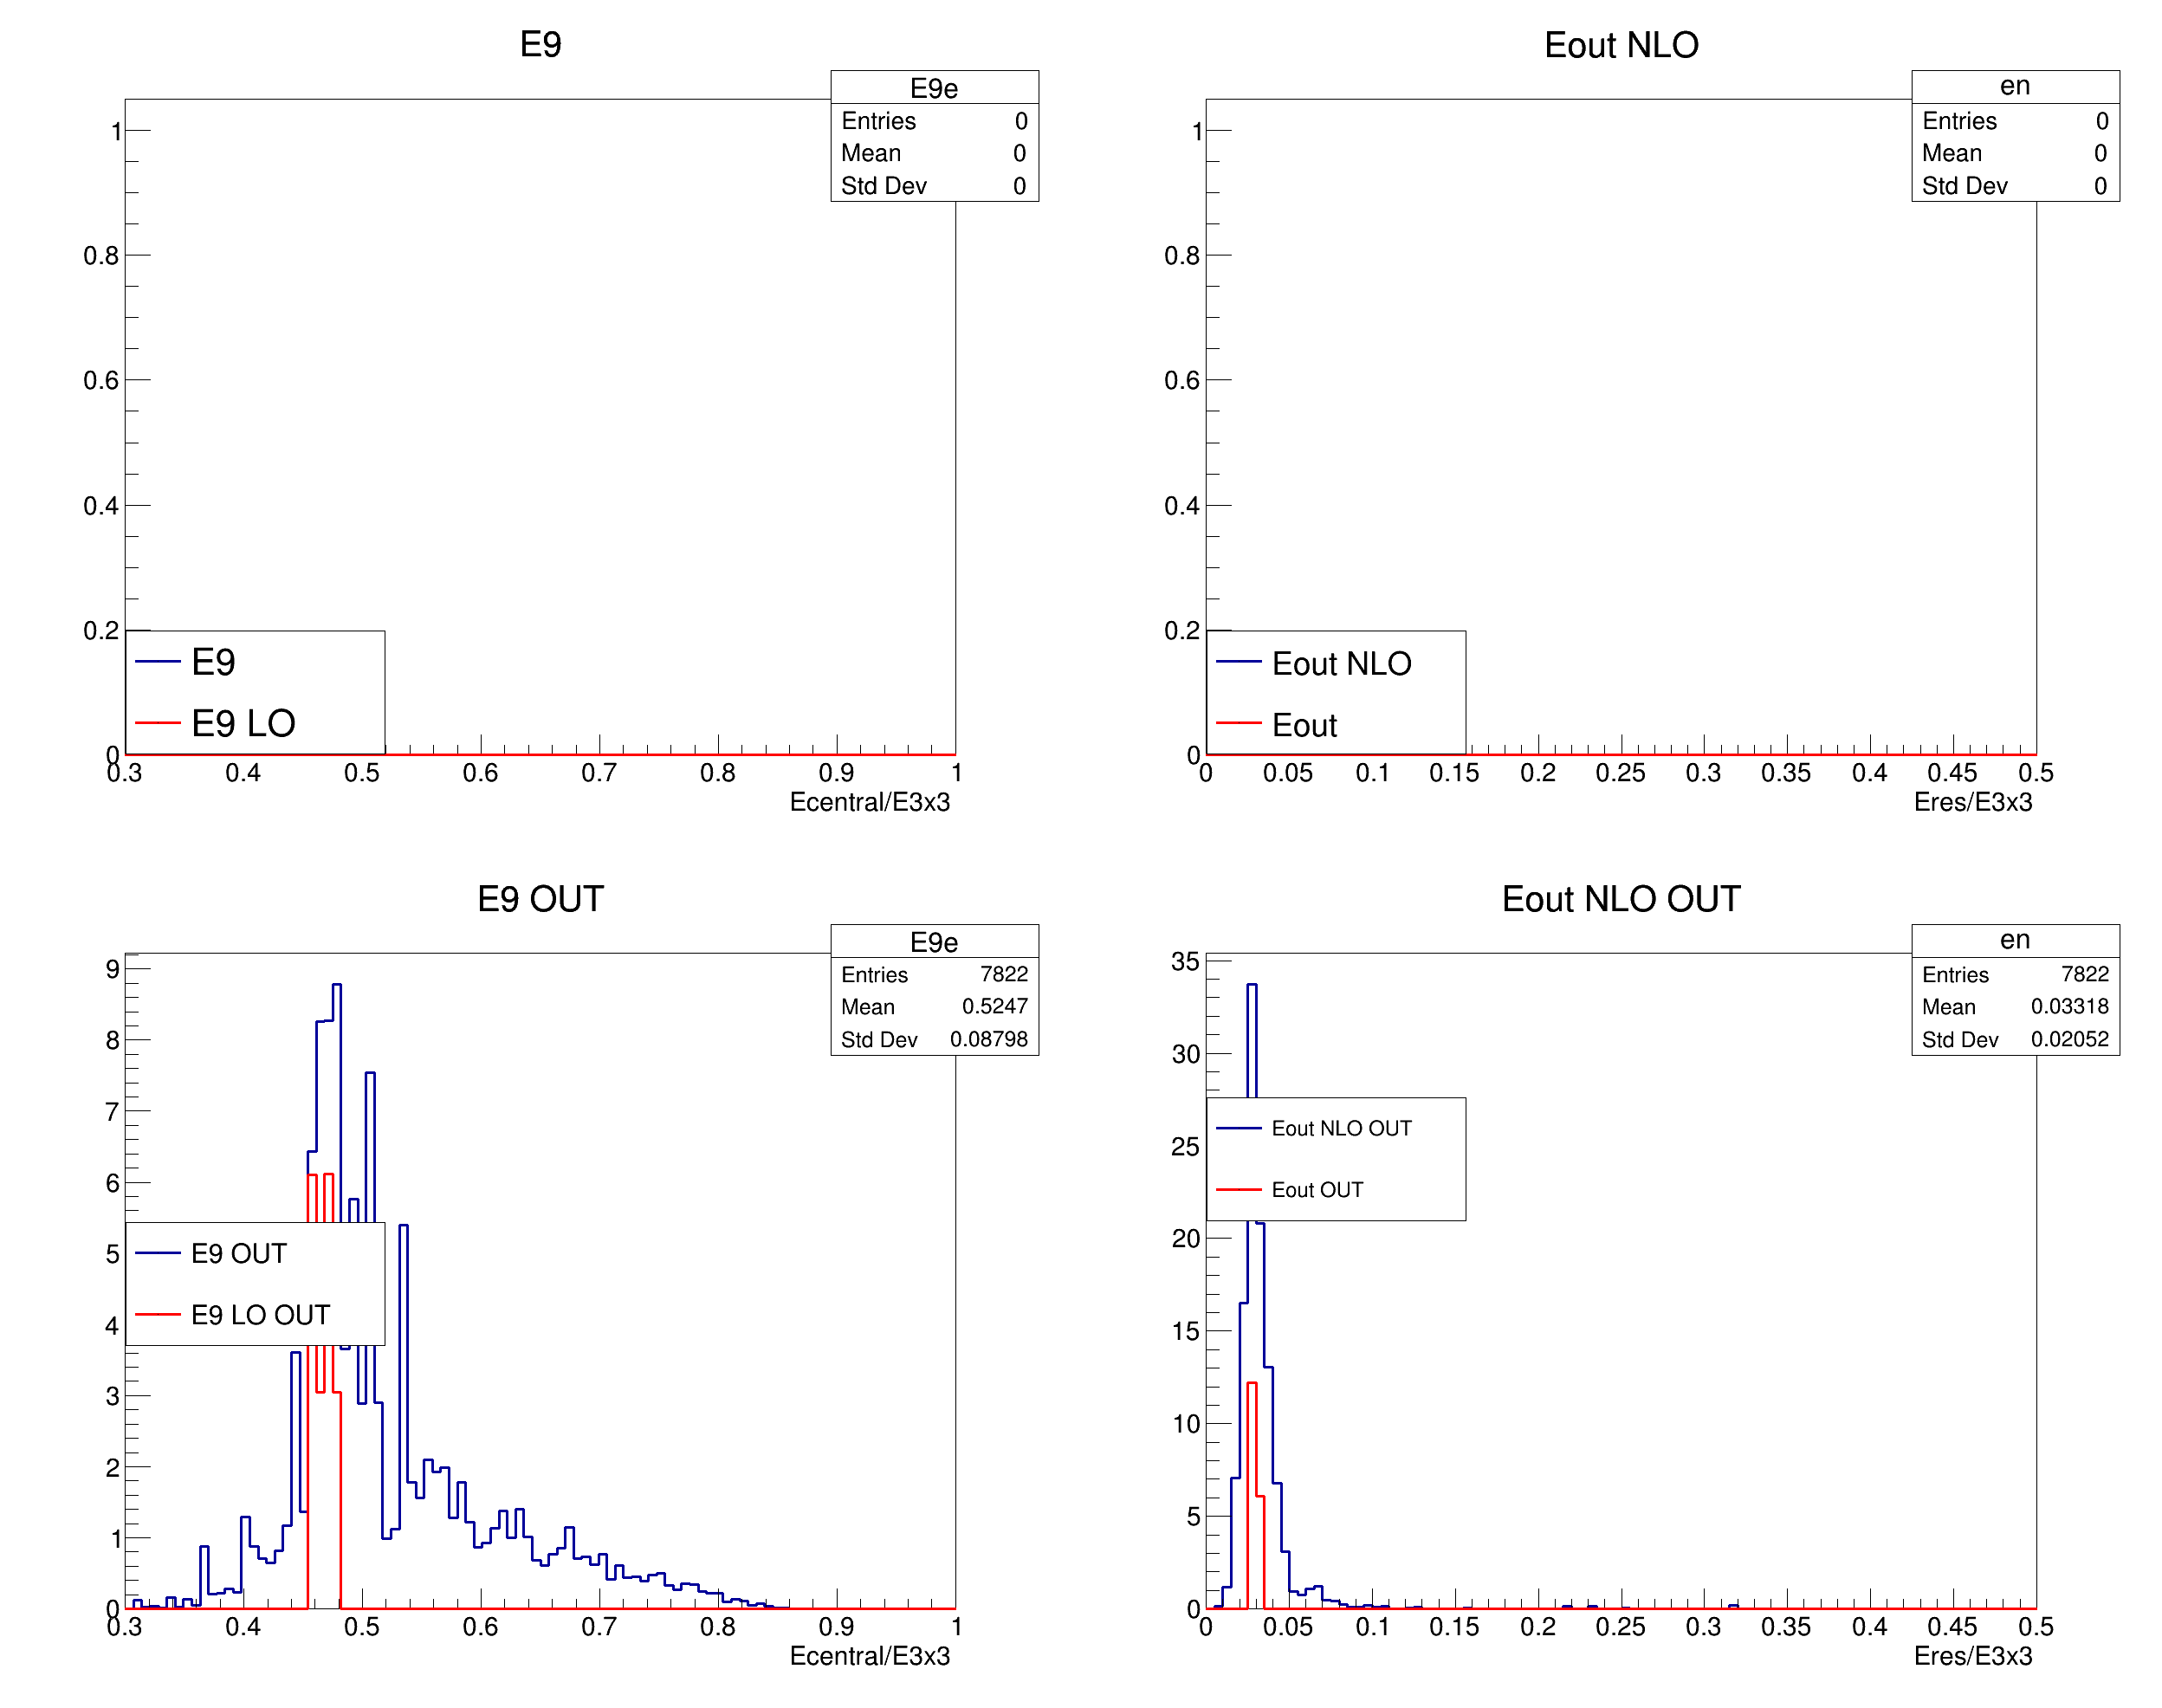 E9
E9e
Entries 0
Mean 0
Std Dev 0
1
0.8
0.6
0.4
0.2
0
E9
E9 LO
0.3 0.4 0.5 0.6 0.7 0.8 0.9 1
Ecentral/E3x3
Eout NLO
en
Entries 0
Mean 0
Std Dev 0
1
0.8
0.6
0.4
0.2
0
Eout NLO
Eout
0 0.05 0.1 0.15 0.2 0.25 0.3 0.35 0.4 0.45 0.5
Eres/E3x3
E9 OUT
E9e
Entries 7822
Mean 0.5247
Std Dev 0.08798
9
8
7
6
5
4
3
2
1
0
E9 OUT
E9 LO OUT
0.3 0.4 0.5 0.6 0.7 0.8 0.9 1
Ecentral/E3x3
Eout NLO OUT
en
Entries 7822
Mean 0.03318
Std Dev 0.02052
35
30
25
20
15
10
5
0
Eout NLO OUT
Eout OUT
0 0.05 0.1 0.15 0.2 0.25 0.3 0.35 0.4 0.45 0.5
Eres/E3x3